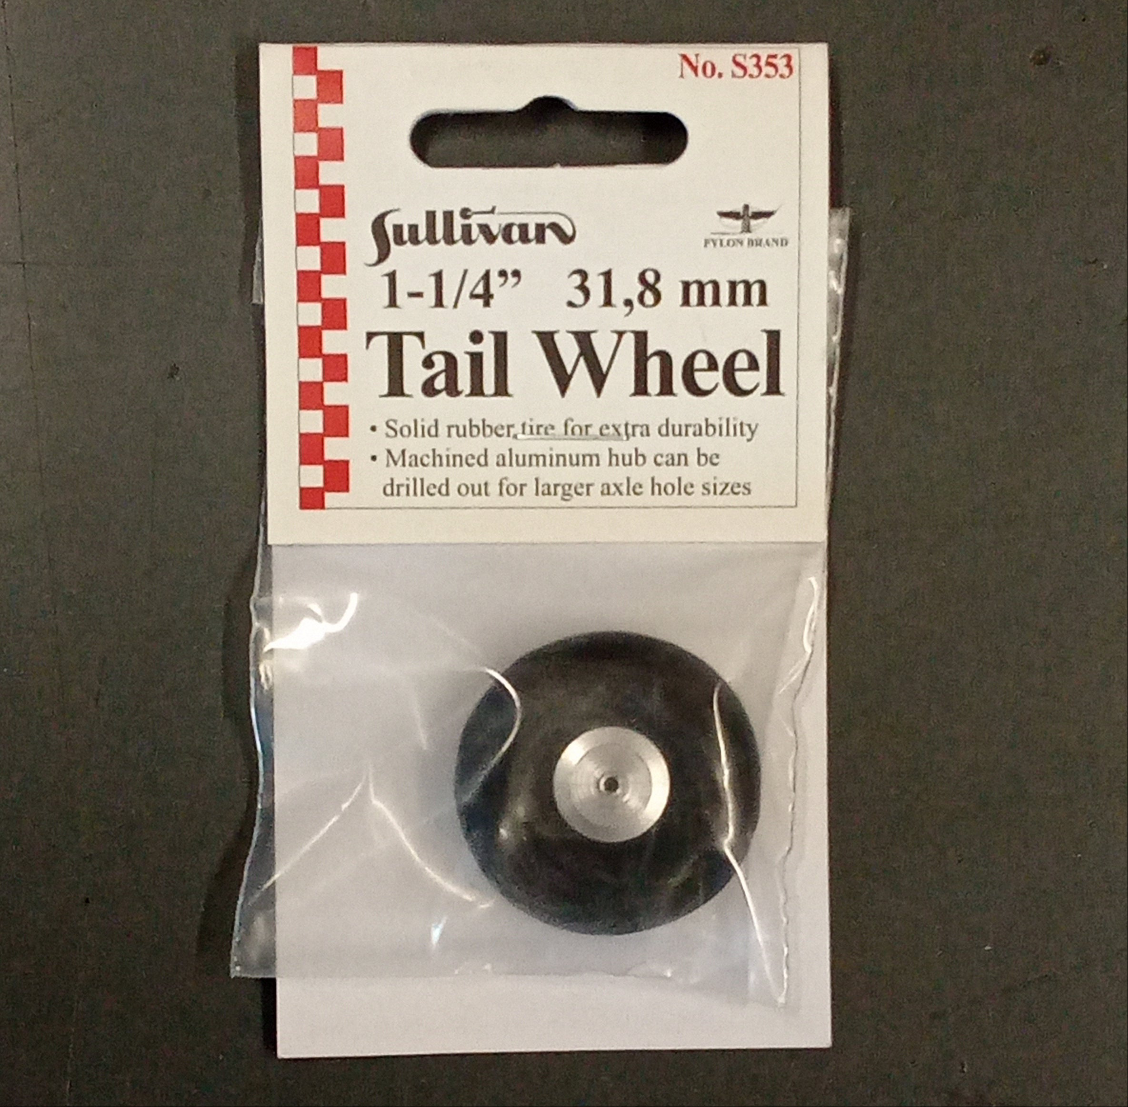 No. S353
Sullivan
PYLON BRAND
1-1/4” 31,8 mm
Tail Wheel
• Solid rubber tire for extra durability
• Machined aluminum hub can be
drilled out for larger axle hole sizes